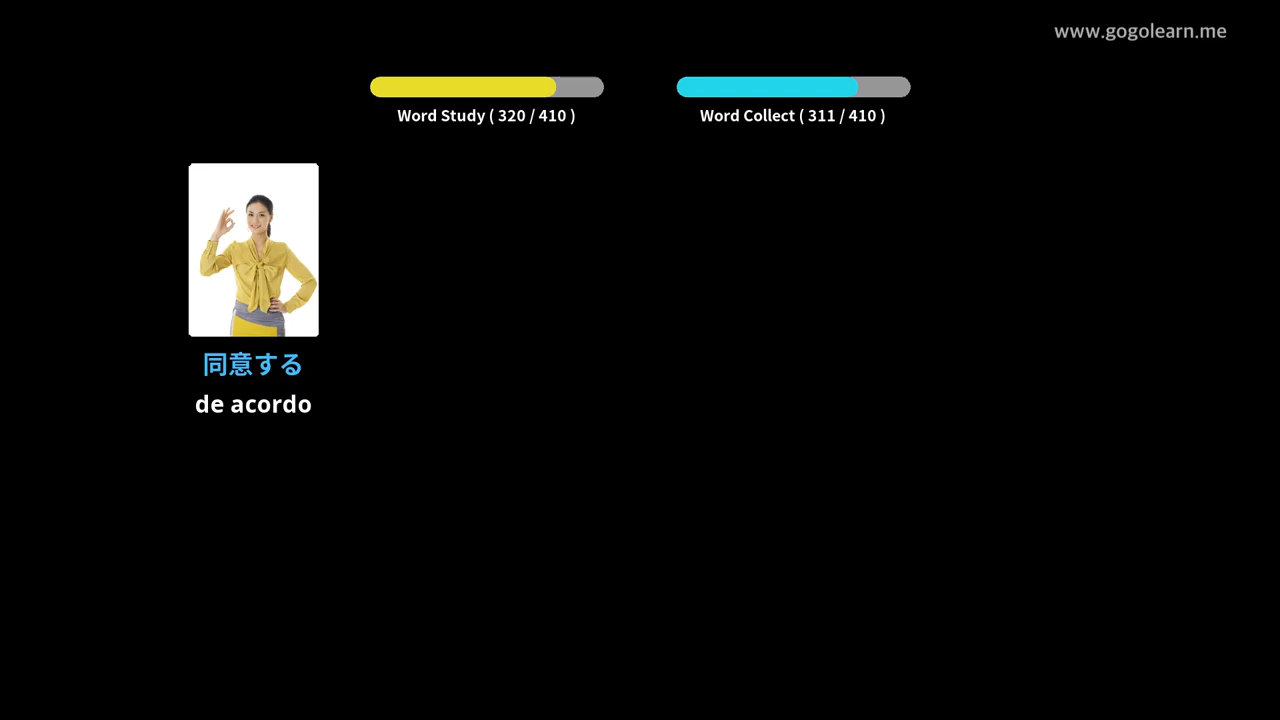 www.gogolearn.me
Word Study ( 320 / 410 )
Word Collect ( 311 / 410 )
同意する
de acordo